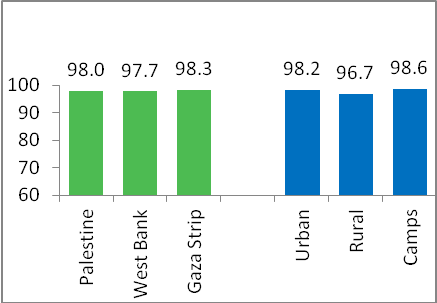 98.0 97.7 98.3 98.2 96.7 98.6
100
90
80
70
60
Palestine
West Bank
Gaza Strip
Urban
Rural
Camps